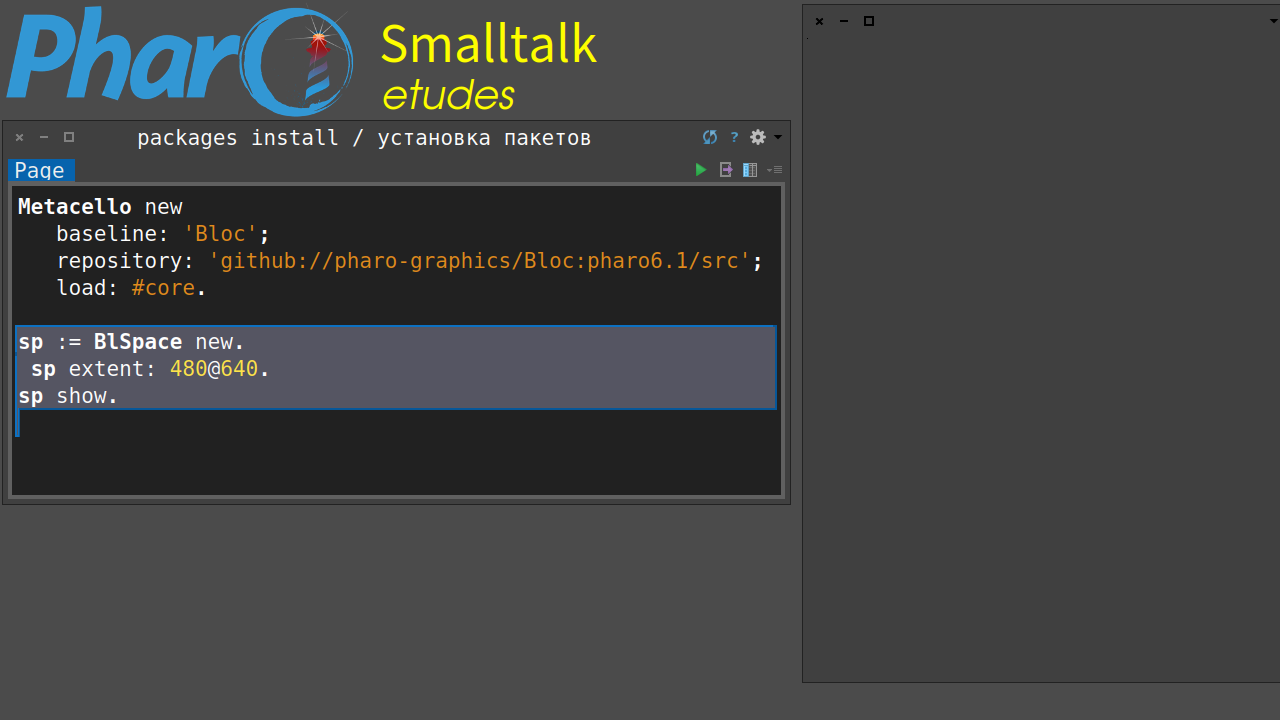 Pharo
Smalltalk
etudes
packages install / установка пакетов
?
Page
Metacello new
baseline: 'Bloc';
repository: 'github://pharo-graphics/Bloc:pharo6.1/src';
load: #core.
sp := BlSpace new.
sp extent: 480@640.
sp show.